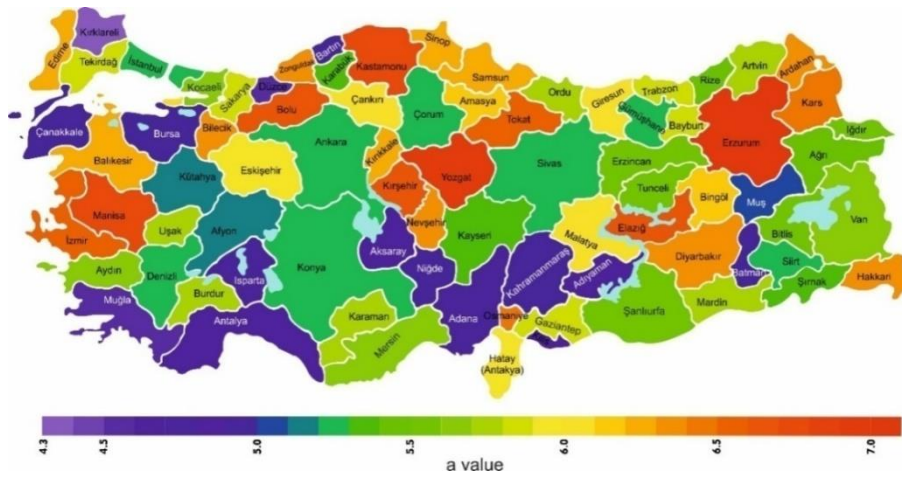 Kırklareli
Edirne
Tekirdağ
İstanbul
Kocaeli
Sakarya
Düzce
Zonguldak
Bartın
Karabük
Kastamonu
Sinop
Samsun
Bolu
Çankırı
Çorum
Amasya
Tokat
Ordu
Giresun
Trabzon
Gümüşhane
Bayburt
Rize
Artvin
Ardahan
Kars
Erzurum
Iğdır
Ağrı
Çanakkale
Bursa
Bilecik
Balıkesir
Kütahya
Eskişehir
Ankara
Kırıkkale
Yozgat
Sivas
Erzincan
Tunceli
Bingöl
Muş
Van
Manisa
İzmir
Uşak
Afyon
Kırşehir
Nevşehir
Kayseri
Malatya
Elazığ
Diyarbakır
Bitlis
Batman
Siirt
Şırnak
Hakkari
Aydın
Denizli
Isparta
Burdur
Konya
Aksaray
Niğde
Kahramanmaraş
Adıyaman
Şanlıurfa
Mardin
Muğla
Antalya
Karaman
Mersin
Adana
Osmaniye
Gaziantep
Hatay
(Antakya)
4.3
4.5
5.0
5.5
6.0
6.5
7.0
a value